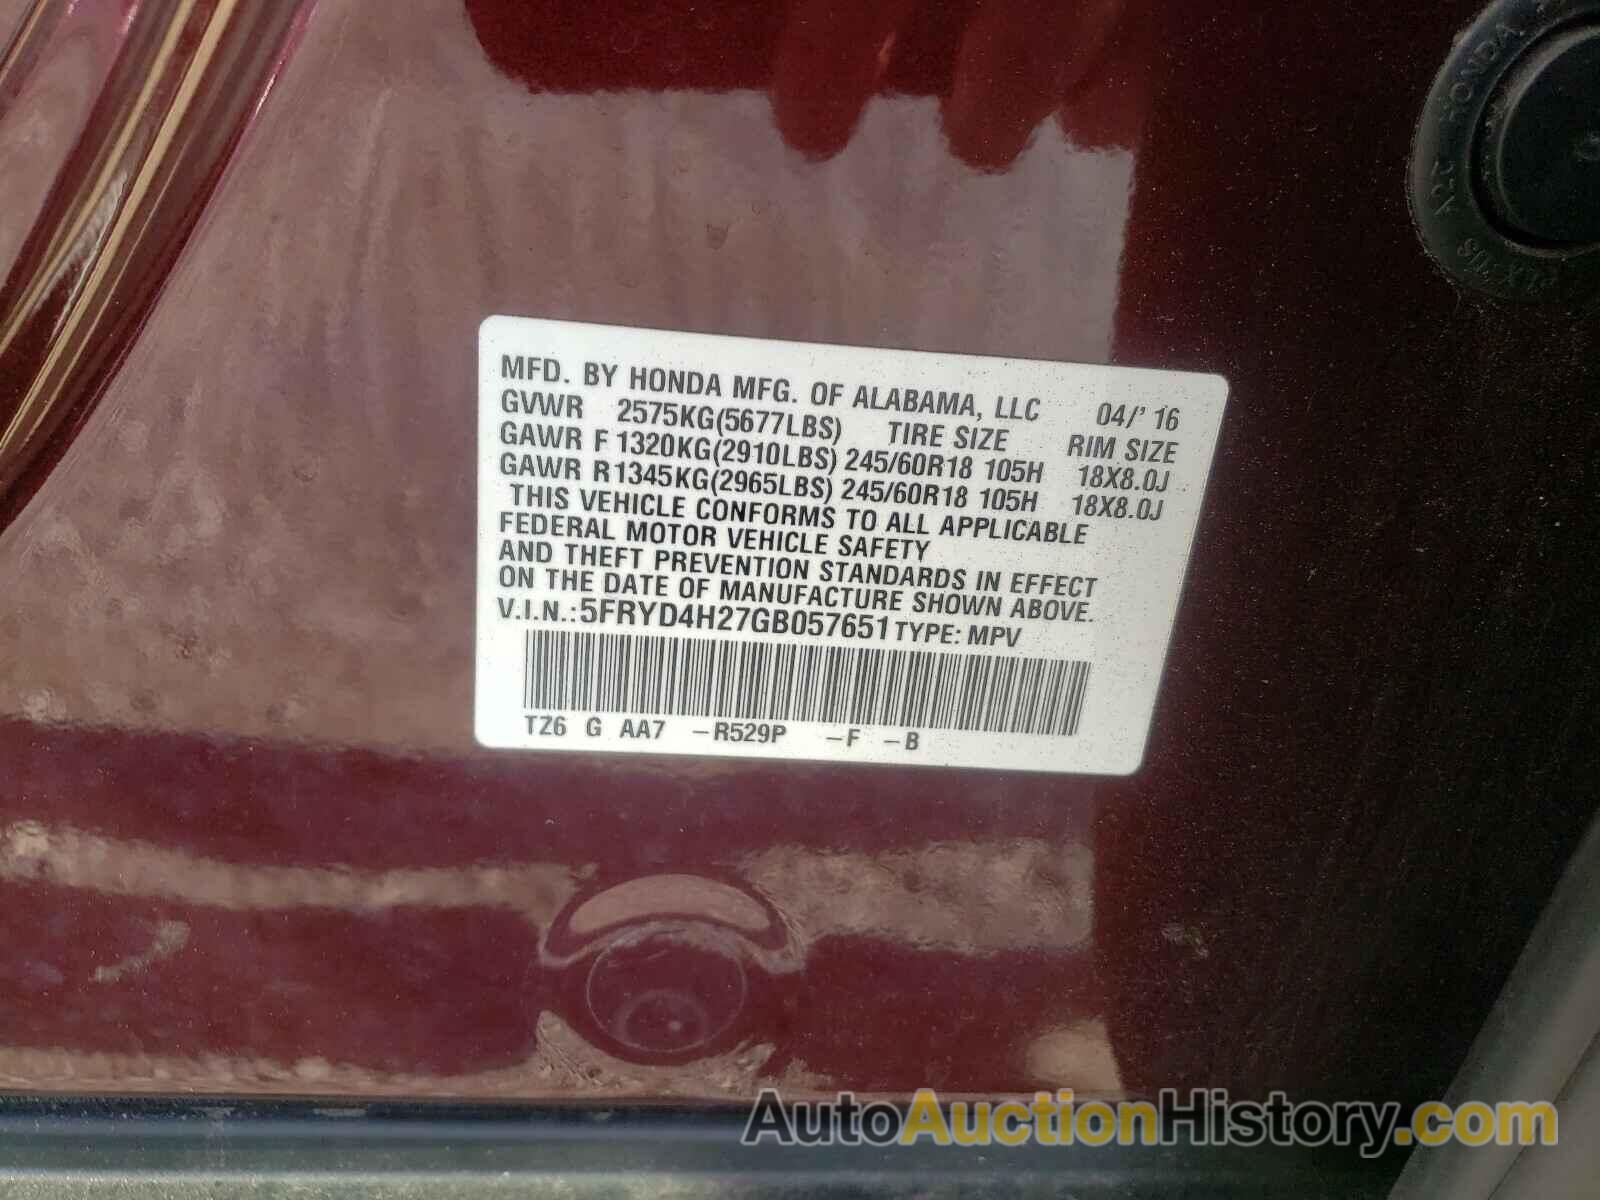 A2C HONDA
MFD. BY HONDA MFG. OF ALABAMA, LLC 04/' 16
GVWR 2575KG(5677LBS) TIRE SIZE RIM SIZE
GAWR F 1320KG(2910LBS) 245/60R18 105H 18X8.0J
GAWR R 1345KG(2965LBS) 245/60R18 105H 18X8.0J
THIS VEHICLE CONFORMS TO ALL APPLICABLE
FEDERAL MOTOR VEHICLE SAFETY
AND THEFT PREVENTION STANDARDS IN EFFECT
ON THE DATE OF MANUFACTURE SHOWN ABOVE.
V.I.N.:5FRYD4H27GB057651 TYPE: MPV
TZ6 G AA7 -R529P -F -B
AutoAuctionHistory.com